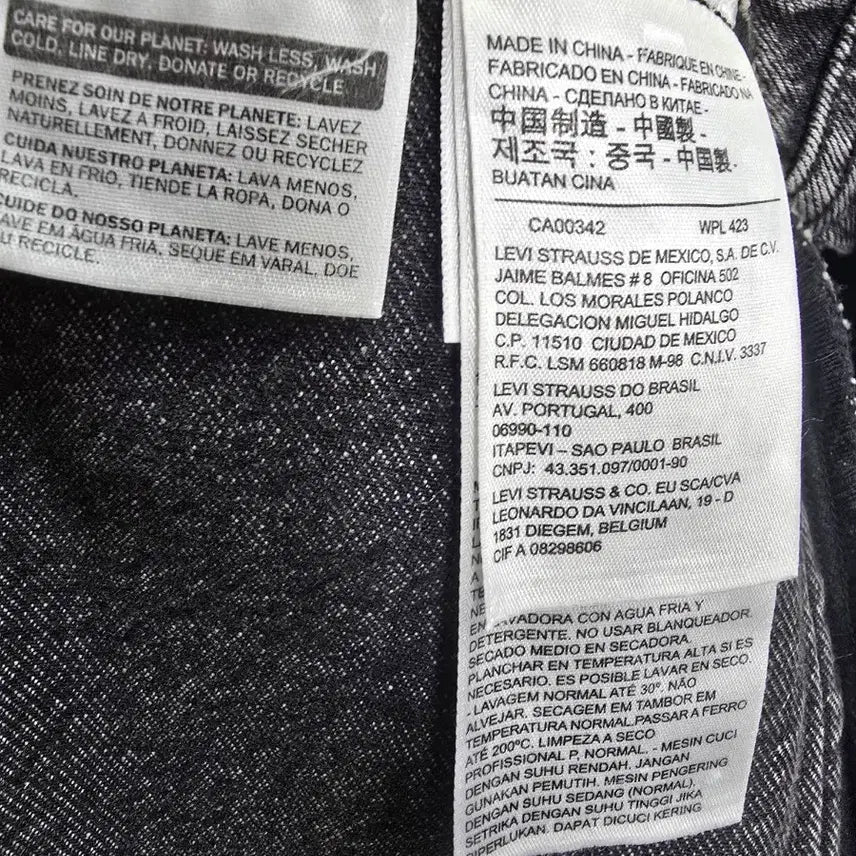 CARE FOR OUR PLANET: WASH LESS, WASH
COLD, LINE DRY, DONATE OR RECYCLE
PRENEZ SOIN DE NOTRE PLANETE: LAVEZ
MOINS, LAVEZ A FROID, LAISSEZ SECHER
NATURELLEMENT, DONNEZ OU RECYCLEZ
CUIDA NUESTRO PLANETA: LAVA MENOS,
LAVA EN FRIO, TIENDE LA ROPA, DONA O
RECICLA.
CUIDE DO NOSSO PLANETA: LAVE MENOS,
LAVE EM ÁGUA FRIA, SEQUE EM VARAL, DOE
OU RECICLE.
MADE IN CHINA - FABRIQUE EN CHINE -
FABRICADO EN CHINA - FABRICADO NA
CHINA - СДЕЛАНО В КИТАЕ -
中国制造 - 中國製 -
제조국 : 중국 - 中国製 -
BUATAN CINA
CA00342 WPL 423
LEVI STRAUSS DE MEXICO, S.A. DE C.V.
JAIME BALMES # 8 OFICINA 502
COL. LOS MORALES POLANCO
DELEGACION MIGUEL HIDALGO
C.P. 11510 CIUDAD DE MEXICO
R.F.C. LSM 660818 M-98 C.N.I.V. 3337
LEVI STRAUSS DO BRASIL
AV. PORTUGAL, 400
06990-110
ITAPEVI – SAO PAULO BRASIL
CNPJ: 43.351.097/0001-90
LEVI STRAUSS & CO. EU SCA/CVA
LEONARDO DA VINCILAAN, 19 - D
1831 DIEGEM, BELGIUM
CIF A 08298606
EN LAVADORA CON AGUA FRIA Y
DETERGENTE. NO USAR BLANQUEADOR.
SECADO MEDIO EN SECADORA.
PLANCHAR EN TEMPERATURA ALTA SI ES
NECESARIO. ES POSIBLE LAVAR EN SECO.
- LAVAGEM NORMAL ATÉ 30º. NÃO
ALVEJAR. SECAGEM EM TAMBOR EM
TEMPERATURA NORMAL.PASSAR A FERRO
ATÉ 200ºC. LIMPEZA A SECO
PROFISSIONAL P, NORMAL. - MESIN CUCI
DENGAN SUHU RENDAH. JANGAN
GUNAKAN PEMUTIH. MESIN PENGERING
DENGAN SUHU SEDANG (NORMAL),
SETRIKA DENGAN SUHU TINGGI JIKA
DIPERLUKAN. DAPAT DICUCI KERING